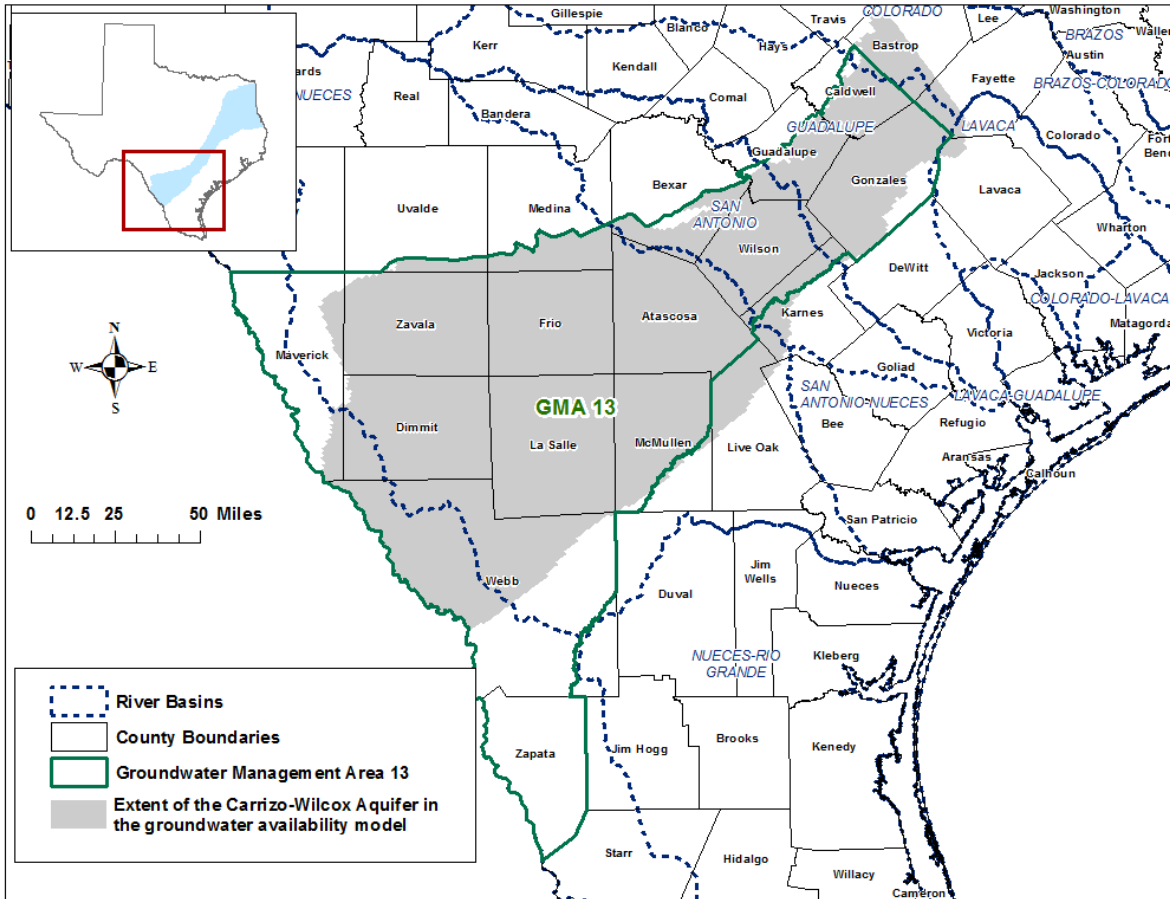 Gillespie
Blanco
Travis
COLORADO
Lee
Washington
BRAZOS
Waller
Kerr
Hays
Bastrop
Austin
ards
Kendall
Fayette
NUECES
Real
Comal
Caldwell
BRAZOS-COLORADO
Bandera
GUADALUPE
LAVACA
Colorado
Fort
Bend
Guadalupe
Bexar
Gonzales
Lavaca
Uvalde
Medina
SAN
ANTONIO
Wharton
Wilson
DeWitt
Jackson
COLORADO-LAVACA
Karnes
Matagorda
Zavala
Frio
Atascosa
Victoria
N
W
E
S
Maverick
Goliad
SAN
ANTONIO-NUECES
LAVACA-GUADALUPE
GMA 13
Dimmit
La Salle
McMullen
Live Oak
Bee
Refugio
Aransas
Calhoun
0 12.5 25 50 Miles
San Patricio
Webb
Duval
Jim
Wells
Nueces
NUECES-RIO
GRANDE
Kleberg
River Basins
County Boundaries
Groundwater Management Area 13
Extent of the Carrizo-Wilcox Aquifer in
the groundwater availability model
Zapata
Jim Hogg
Brooks
Kenedy
Starr
Hidalgo
Willacy
Cameron